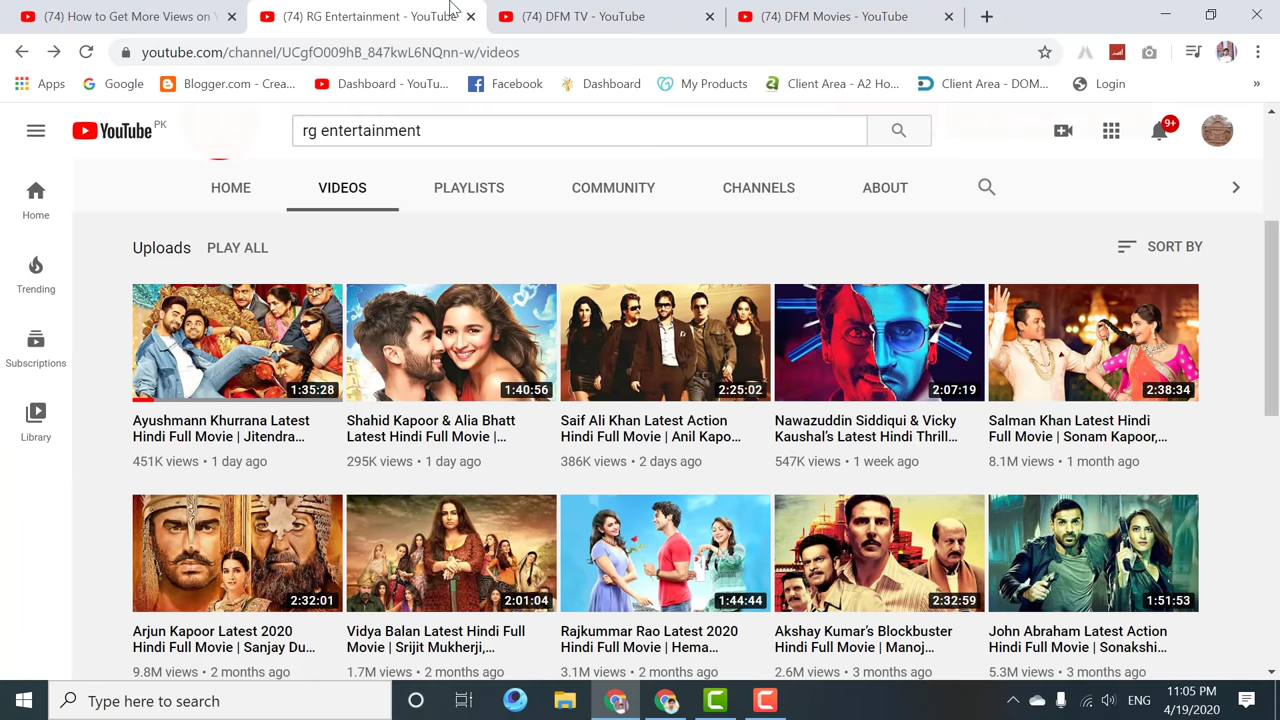 (74) How to Get More Views on Y
(74) RG Entertainment - YouTube
(74) DFM TV - YouTube
(74) DFM Movies - YouTube
youtube.com/channel/UCgfO009hB_847kwL6NQnn-w/videos
Apps
Google
Blogger.com - Crea...
Dashboard - YouTu...
Facebook
Dashboard
My Products
Client Area - A2 Ho...
Client Area - DOM...
Login
»
YouTube PK
rg entertainment
9+
HOME
VIDEOS
PLAYLISTS
COMMUNITY
CHANNELS
ABOUT
Home
Trending
Subscriptions
Library
Uploads PLAY ALL
SORT BY
1:35:28
Ayushmann Khurrana Latest
Hindi Full Movie | Jitendra...
451K views • 1 day ago
1:40:56
Shahid Kapoor & Alia Bhatt
Latest Hindi Full Movie |...
295K views • 1 day ago
2:25:02
Saif Ali Khan Latest Action
Hindi Full Movie | Anil Kapo...
386K views • 2 days ago
2:07:19
Nawazuddin Siddiqui & Vicky
Kaushal's Latest Hindi Thrill...
547K views • 1 week ago
2:38:34
Salman Khan Latest Hindi
Full Movie | Sonam Kapoor,...
8.1M views • 1 month ago
2:32:01
Arjun Kapoor Latest 2020
Hindi Full Movie | Sanjay Du...
9.8M views • 2 months ago
2:01:04
Vidya Balan Latest Hindi Full
Movie | Srijit Mukherji,...
1.7M views • 2 months ago
1:44:44
Rajkummar Rao Latest 2020
Hindi Full Movie | Hema...
3.1M views • 2 months ago
2:32:59
Akshay Kumar's Blockbuster
Hindi Full Movie | Manoj...
2.6M views • 3 months ago
1:51:53
John Abraham Latest Action
Hindi Full Movie | Sonakshi...
5.3M views • 3 months ago
Type here to search
ENG
11:05 PM
4/19/2020